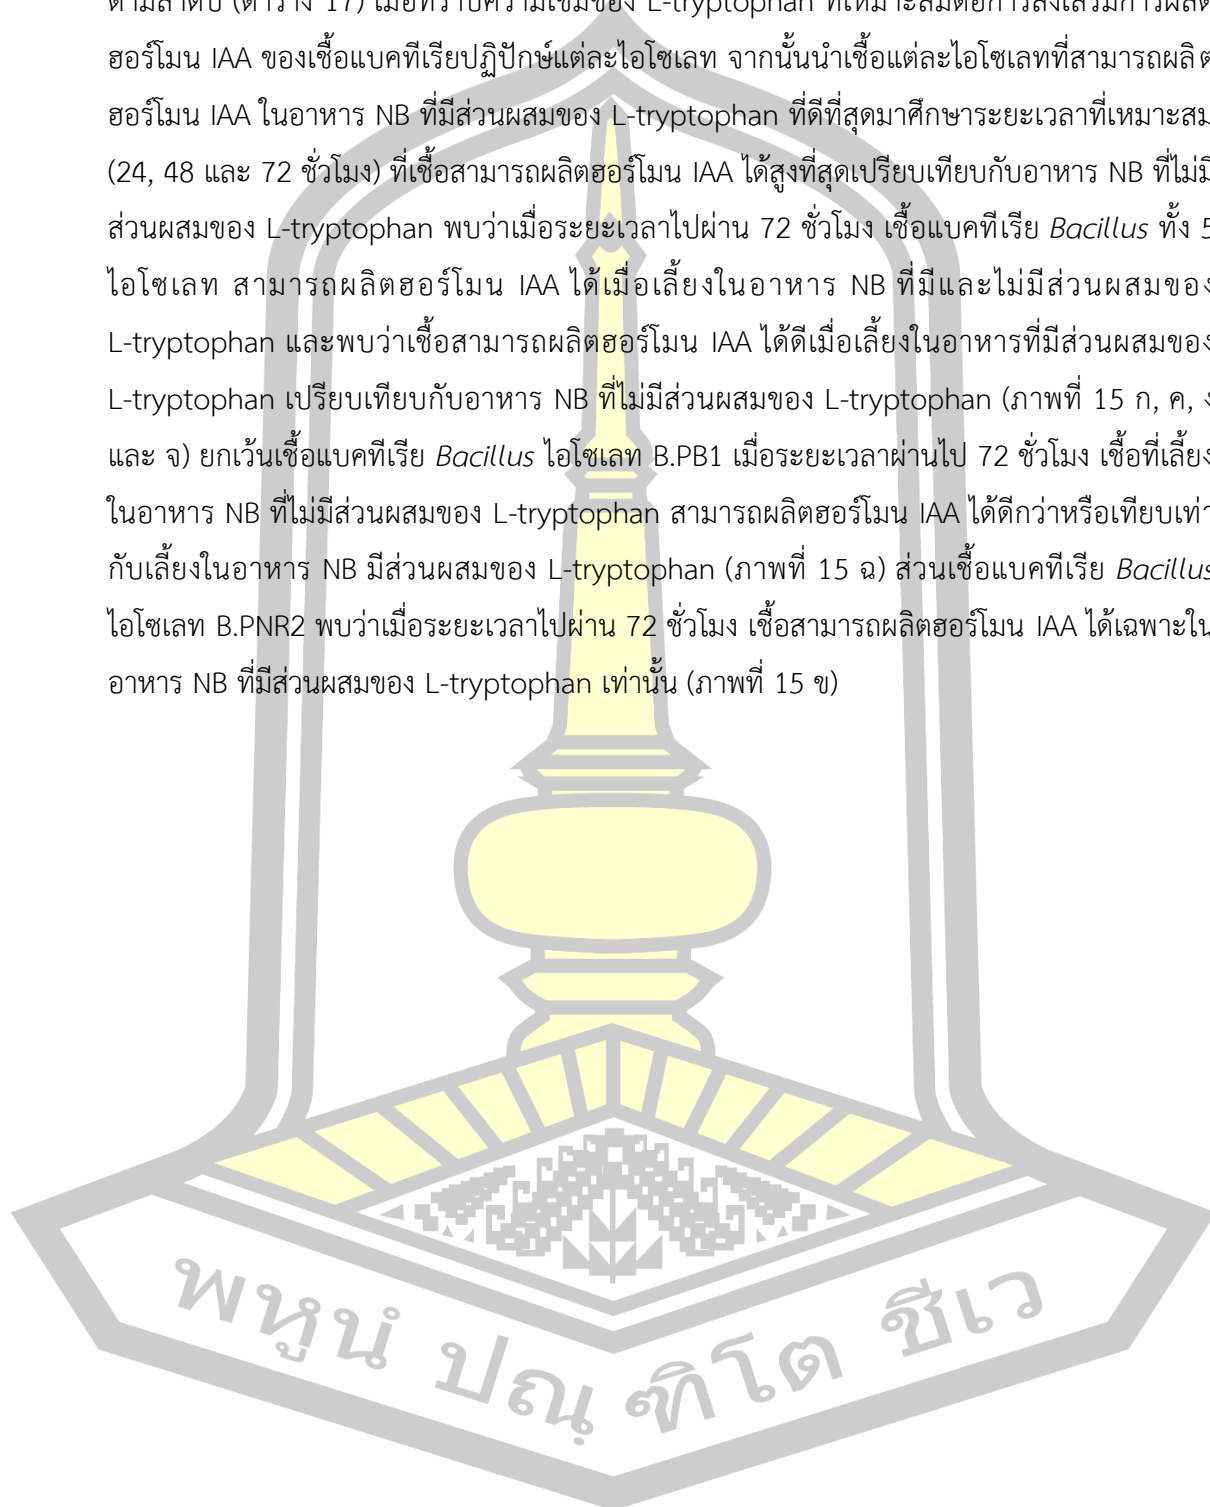 ตามลำดับ (ตาราง 17) เมื่อทราบความเข้มของ L-tryptophan ที่เหมาะสมต่อการส่งเสริมการผลิต
ฮอร์โมน IAA ของเชื้อแบคทีเรียปฏิปักษ์แต่ละไอโซเลท จากนั้นนำเชื้อแต่ละไอโซเลทที่สามารถผลิต
ฮอร์โมน IAA ในอาหาร NB ที่มีส่วนผสมของ L-tryptophan ที่ดีที่สุดมาศึกษาระยะเวลาที่เหมาะสม
(24, 48 และ 72 ชั่วโมง) ที่เชื้อสามารถผลิตฮอร์โมน IAA ได้สูงที่สุดเปรียบเทียบกับอาหาร NB ที่ไม่มี
ส่วนผสมของ L-tryptophan พบว่าเมื่อระยะเวลาไปผ่าน 72 ชั่วโมง เชื้อแบคทีเรีย Bacillus ทั้ง 5
ไอโซเลท สามารถผลิตฮอร์โมน IAA ได้เมื่อเลี้ยงในอาหาร NB ที่มีและไม่มีส่วนผสมของ
L-tryptophan และพบว่าเชื้อสามารถผลิตฮอร์โมน IAA ได้ดีเมื่อเลี้ยงในอาหารที่มีส่วนผสมของ
L-tryptophan เปรียบเทียบกับอาหาร NB ที่ไม่มีส่วนผสมของ L-tryptophan (ภาพที่ 15 ก, ค, ง
และ จ) ยกเว้นเชื้อแบคทีเรีย Bacillus ไอโซเลท B.PB1 เมื่อระยะเวลาผ่านไป 72 ชั่วโมง เชื้อที่เลี้ยง
ในอาหาร NB ที่ไม่มีส่วนผสมของ L-tryptophan สามารถผลิตฮอร์โมน IAA ได้ดีกว่าหรือเทียบเท่า
กับเลี้ยงในอาหาร NB มีส่วนผสมของ L-tryptophan (ภาพที่ 15 ฉ) ส่วนเชื้อแบคทีเรีย Bacillus
ไอโซเลท B.PNR2 พบว่าเมื่อระยะเวลาไปผ่าน 72 ชั่วโมง เชื้อสามารถผลิตฮอร์โมน IAA ได้เฉพาะใน
อาหาร NB ที่มีส่วนผสมของ L-tryptophan เท่านั้น (ภาพที่ 15 ข)
พหูนํ ปณฺฑิโต ชีเว